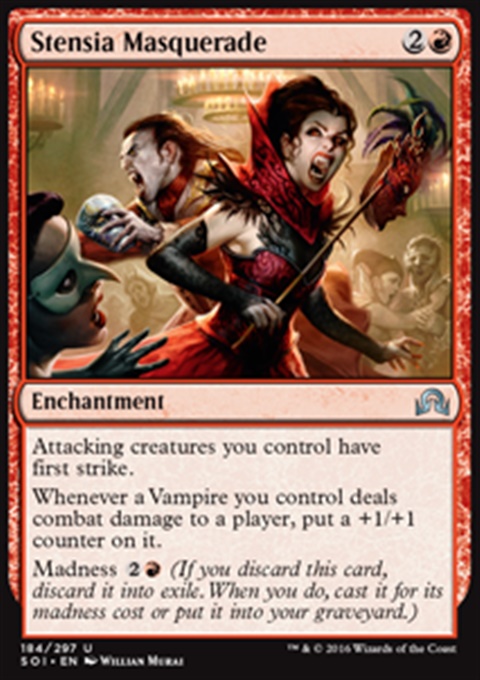 Stensia Masquerade 2
Enchantment
Attacking creatures you control have
first strike.
Whenever a Vampire you control deals
combat damage to a player, put a +1/+1
counter on it.
Madness 2 (If you discard this card,
discard it into exile. When you do, cast it for its
madness cost or put it into your graveyard.)
184/297 U
SOI • EN Willian Murai ™ & © 2016 Wizards of the Coast